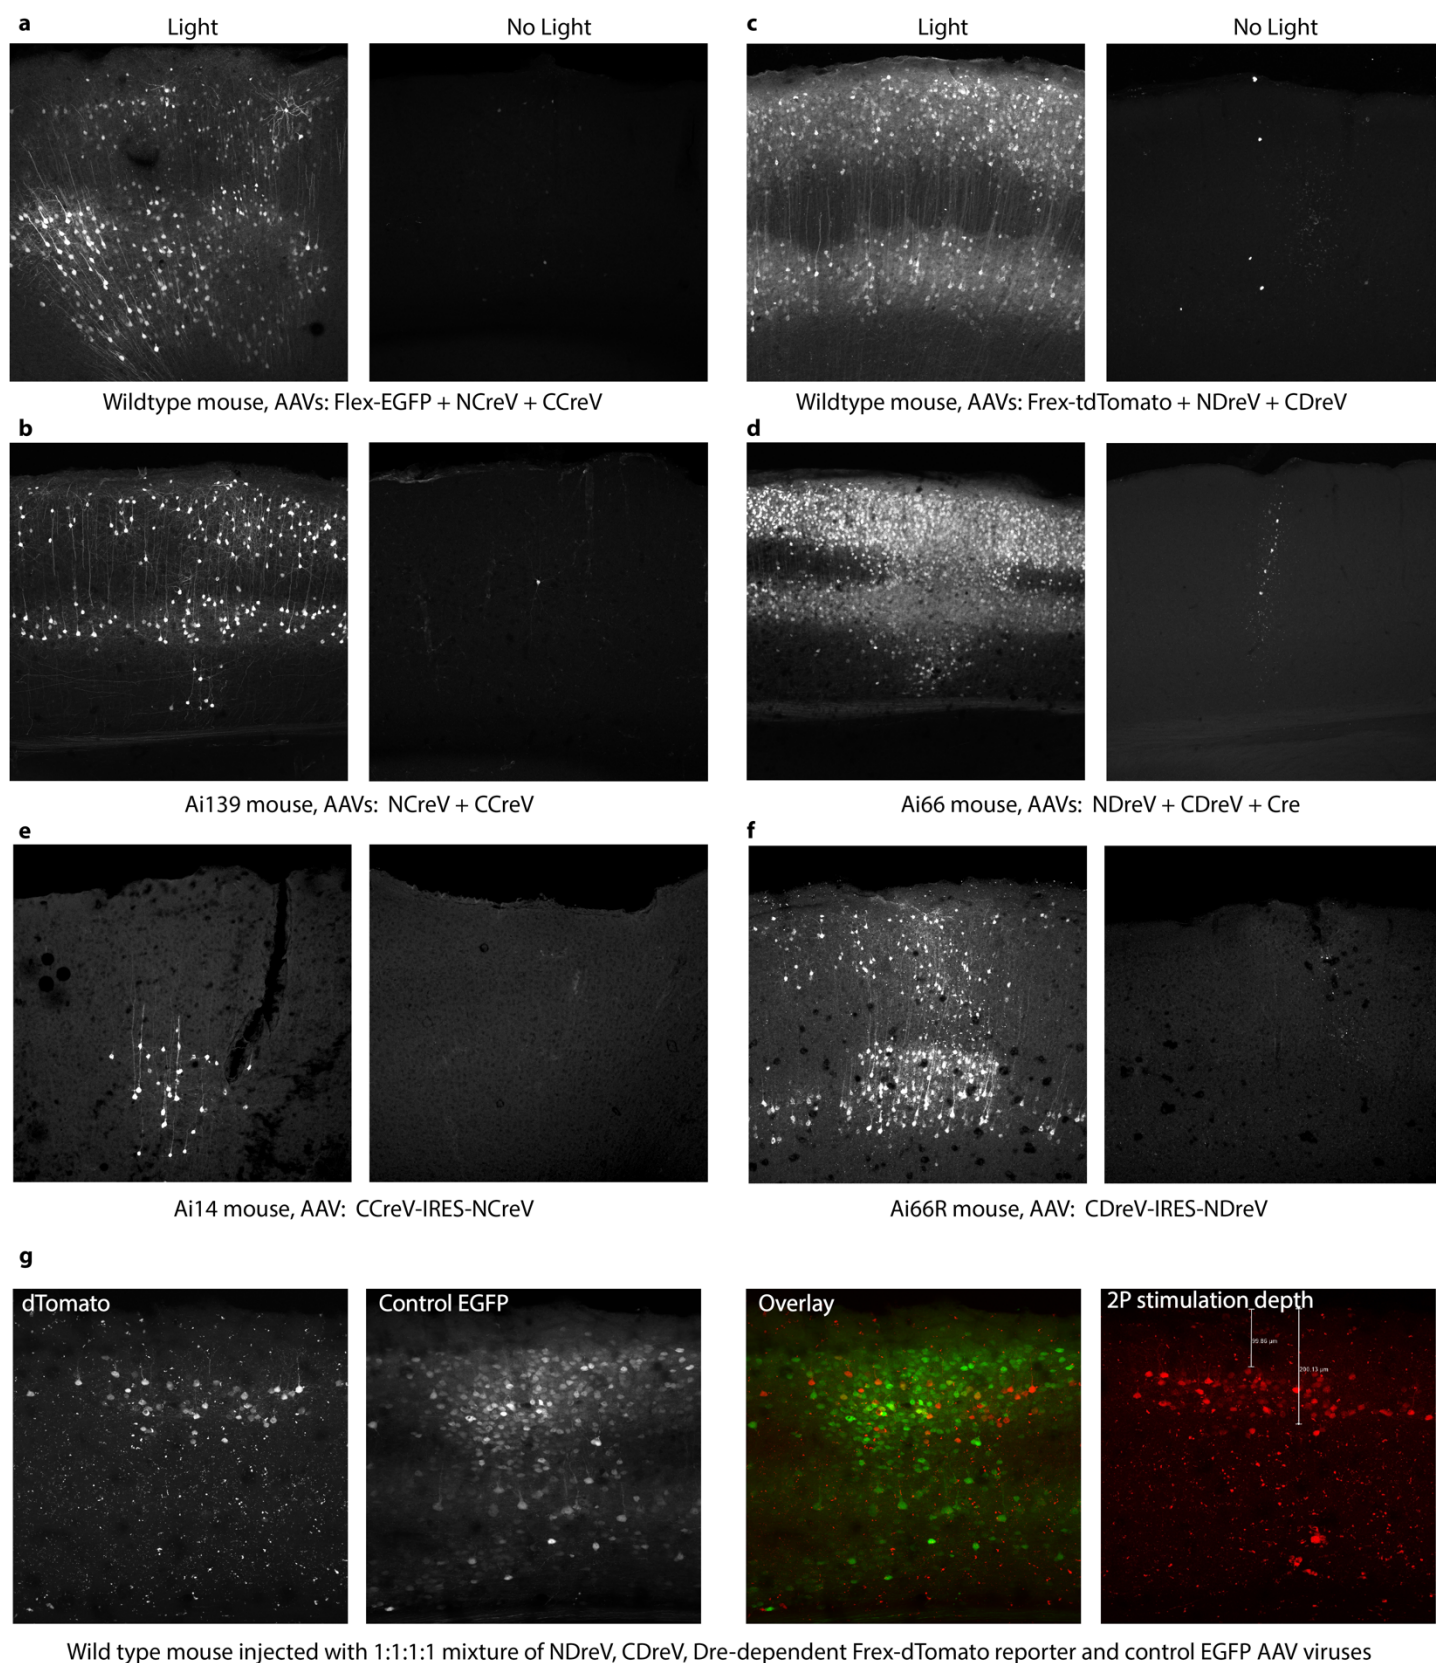 a
Light
No Light
Wildtype mouse, AAVs: Flex-EGFP + NCreV + CCreV
c
Light
No Light
Wildtype mouse, AAVs: Frex-tdTomato + NDreV + CDreV
b
Ai139 mouse, AAVs: NCreV + CCreV
d
Ai66 mouse, AAVs: NDreV + CDreV + Cre
e
Ai14 mouse, AAV: CCreV-IRES-NCreV
f
Ai66R mouse, AAV: CDreV-IRES-NDreV
g
dTomato
Control EGFP
Overlay
2P stimulation depth
200.13 µm
Wild type mouse injected with 1:1:1:1 mixture of NDreV, CDreV, Dre-dependent Frex-dTomato reporter and control EGFP AAV viruses